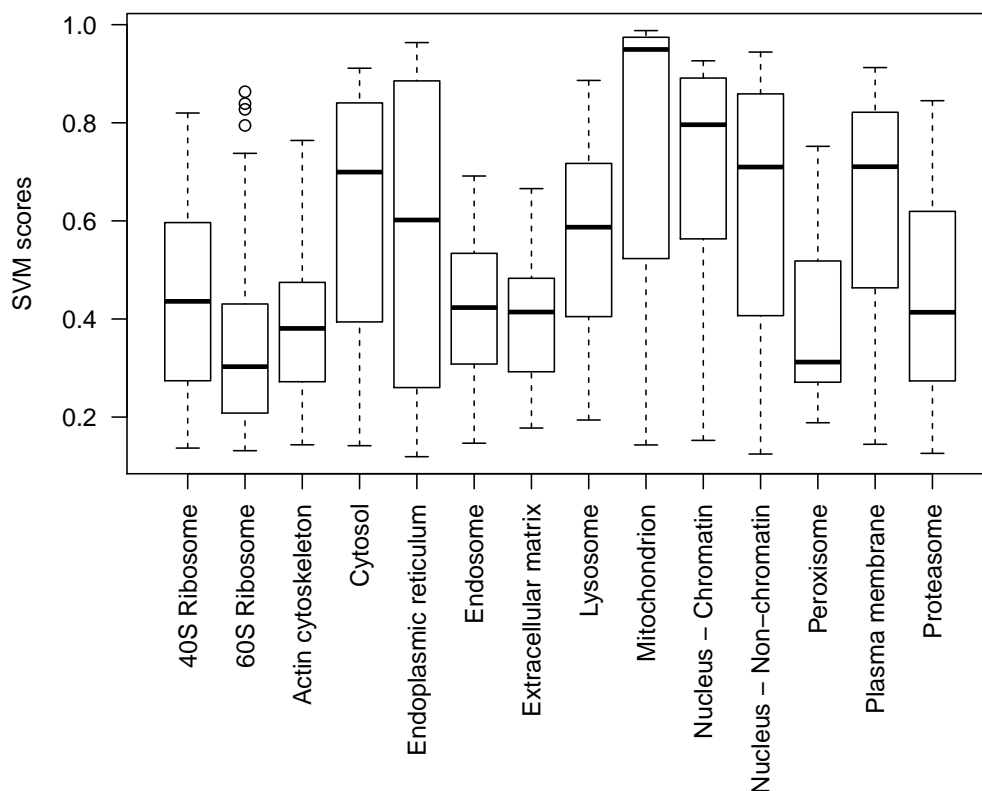 SVM scores
1.0
0.8
0.6
0.4
0.2
40S Ribosome
60S Ribosome
Actin cytoskeleton
Cytosol
Endoplasmic reticulum
Endosome
Extracellular matrix
Lysosome
Mitochondrion
Nucleus − Chromatin
Nucleus − Non−chromatin
Peroxisome
Plasma membrane
Proteasome